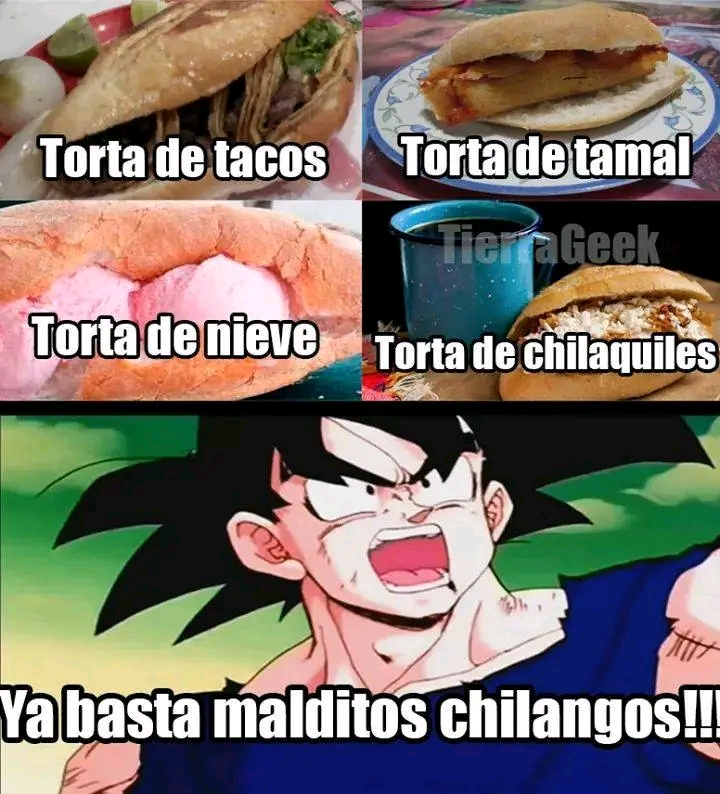 Torta de tacos
Torta de tamal
TierraGeek
Torta de nieve
Torta de chilaquiles
Ya basta malditos chilangos!!!